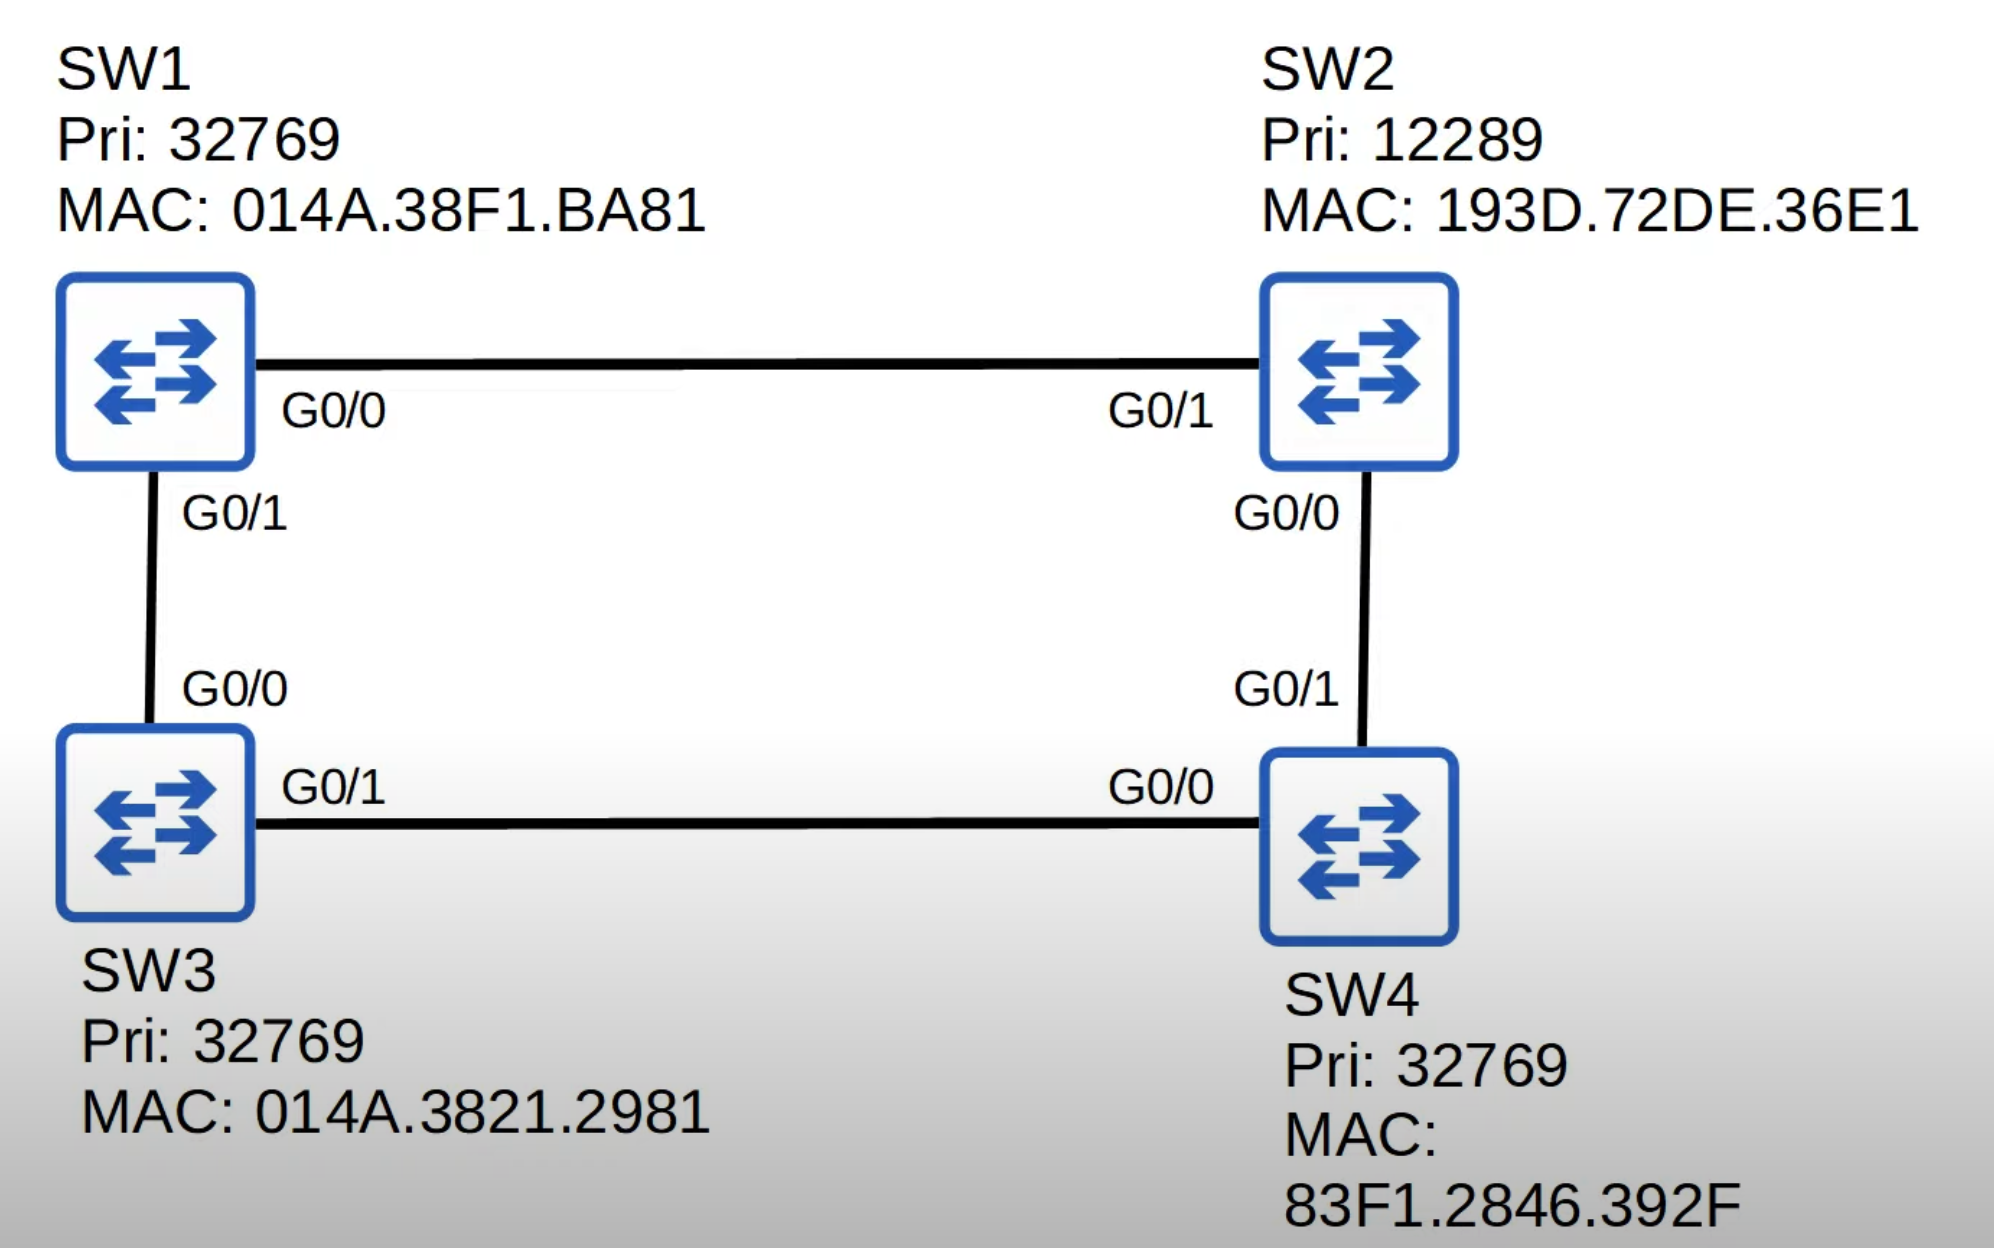 SW1
Pri: 32769
MAC: 014A.38F1.BA81
SW2
Pri: 12289
MAC: 193D.72DE.36E1
G0/0
G0/1
G0/1
G0/0
G0/0
G0/1
G0/1
G0/0
SW3
Pri: 32769
MAC: 014A.3821.2981
SW4
Pri: 32769
MAC:
83F1.2846.392F